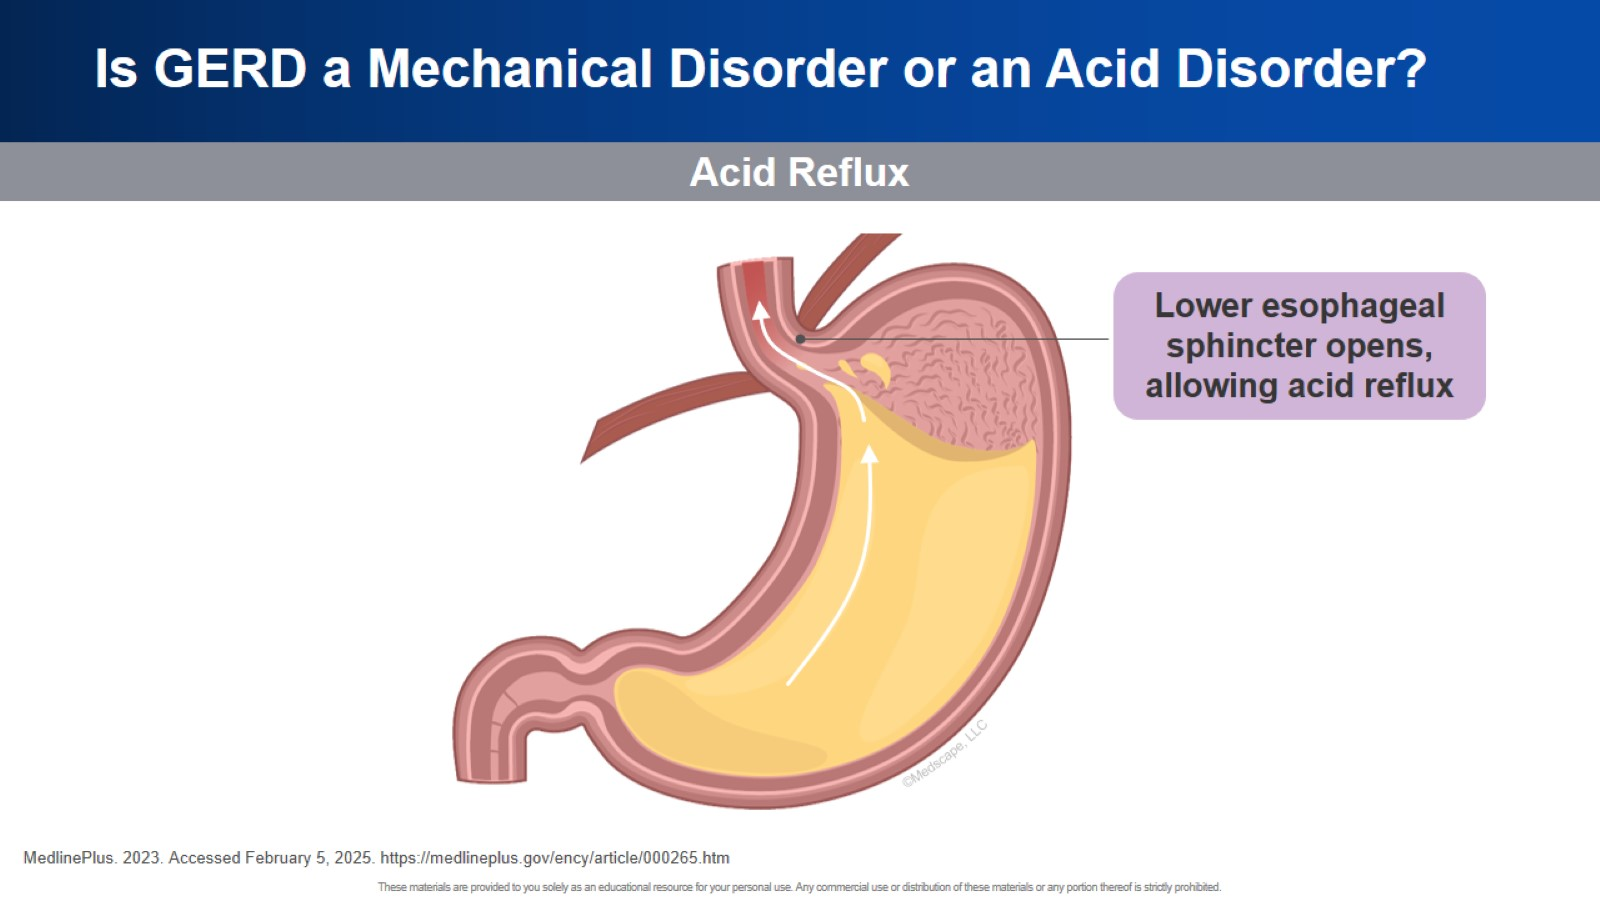 Is GERD a Mechanical Disorder or an Acid Disorder?
Acid Reflux
Lower esophageal
sphincter opens,
allowing acid reflux
©Medscape, LLC
MedlinePlus. 2023. Accessed February 5, 2025. https://medlineplus.gov/ency/article/000265.htm
These materials are provided to you solely as an educational resource for your personal use. Any commercial use or distribution of these materials or any portion thereof is strictly prohibited.